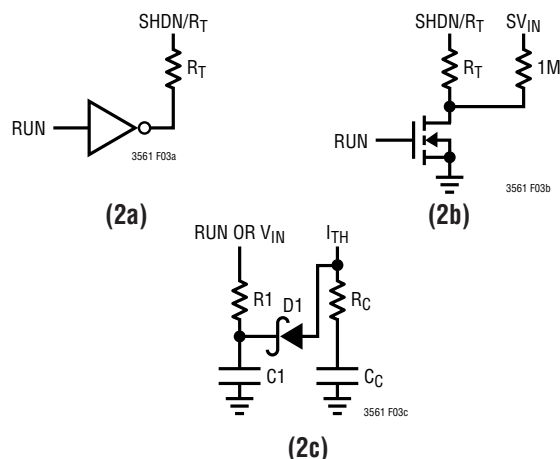 SHDN/RT
RT
RUN
3561 F03a
(2a)
SHDN/RT
SVIN
RT
1M
RUN
3561 F03b
(2b)
RUN OR VIN
ITH
R1
D1
RC
C1
CC
3561 F03c
(2c)